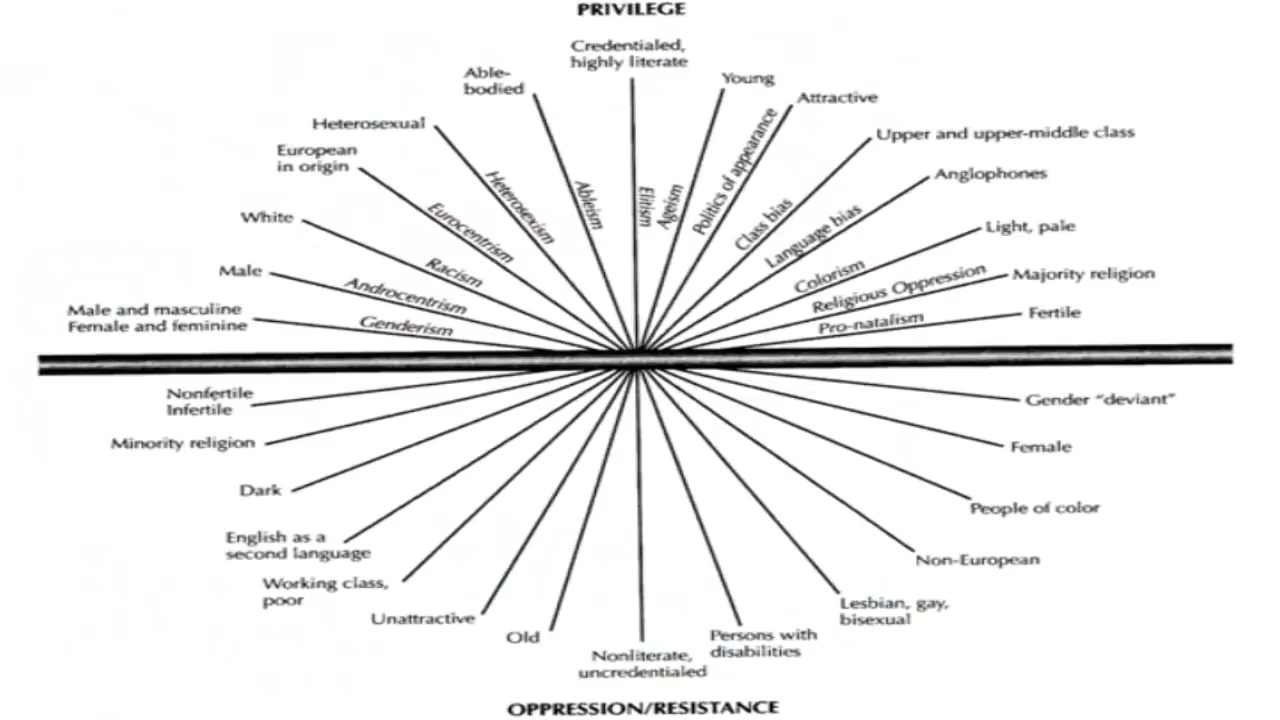 PRIVILEGE
Credentialed,
highly literate
Able-
bodied
Young
Attractive
Heterosexual
Upper and upper-middle class
European
in origin
Anglophones
White
Light, pale
Male
Majority religion
Male and masculine
Female and feminine
Fertile
Genderism
Androcentrism
Racism
Eurocentrism
Heterosexism
Ableism
Elitism
Ageism
Politics of appearance
Class bias
Language bias
Colorism
Religious Oppression
Pro-natalism
Nonfertile
Infertile
Gender "deviant"
Minority religion
Female
Dark
People of color
English as a
second language
Non-European
Working class,
poor
Lesbian, gay,
bisexual
Unattractive
Old
Persons with
disabilities
Nonliterate,
uncredentialed
OPPRESSION/RESISTANCE